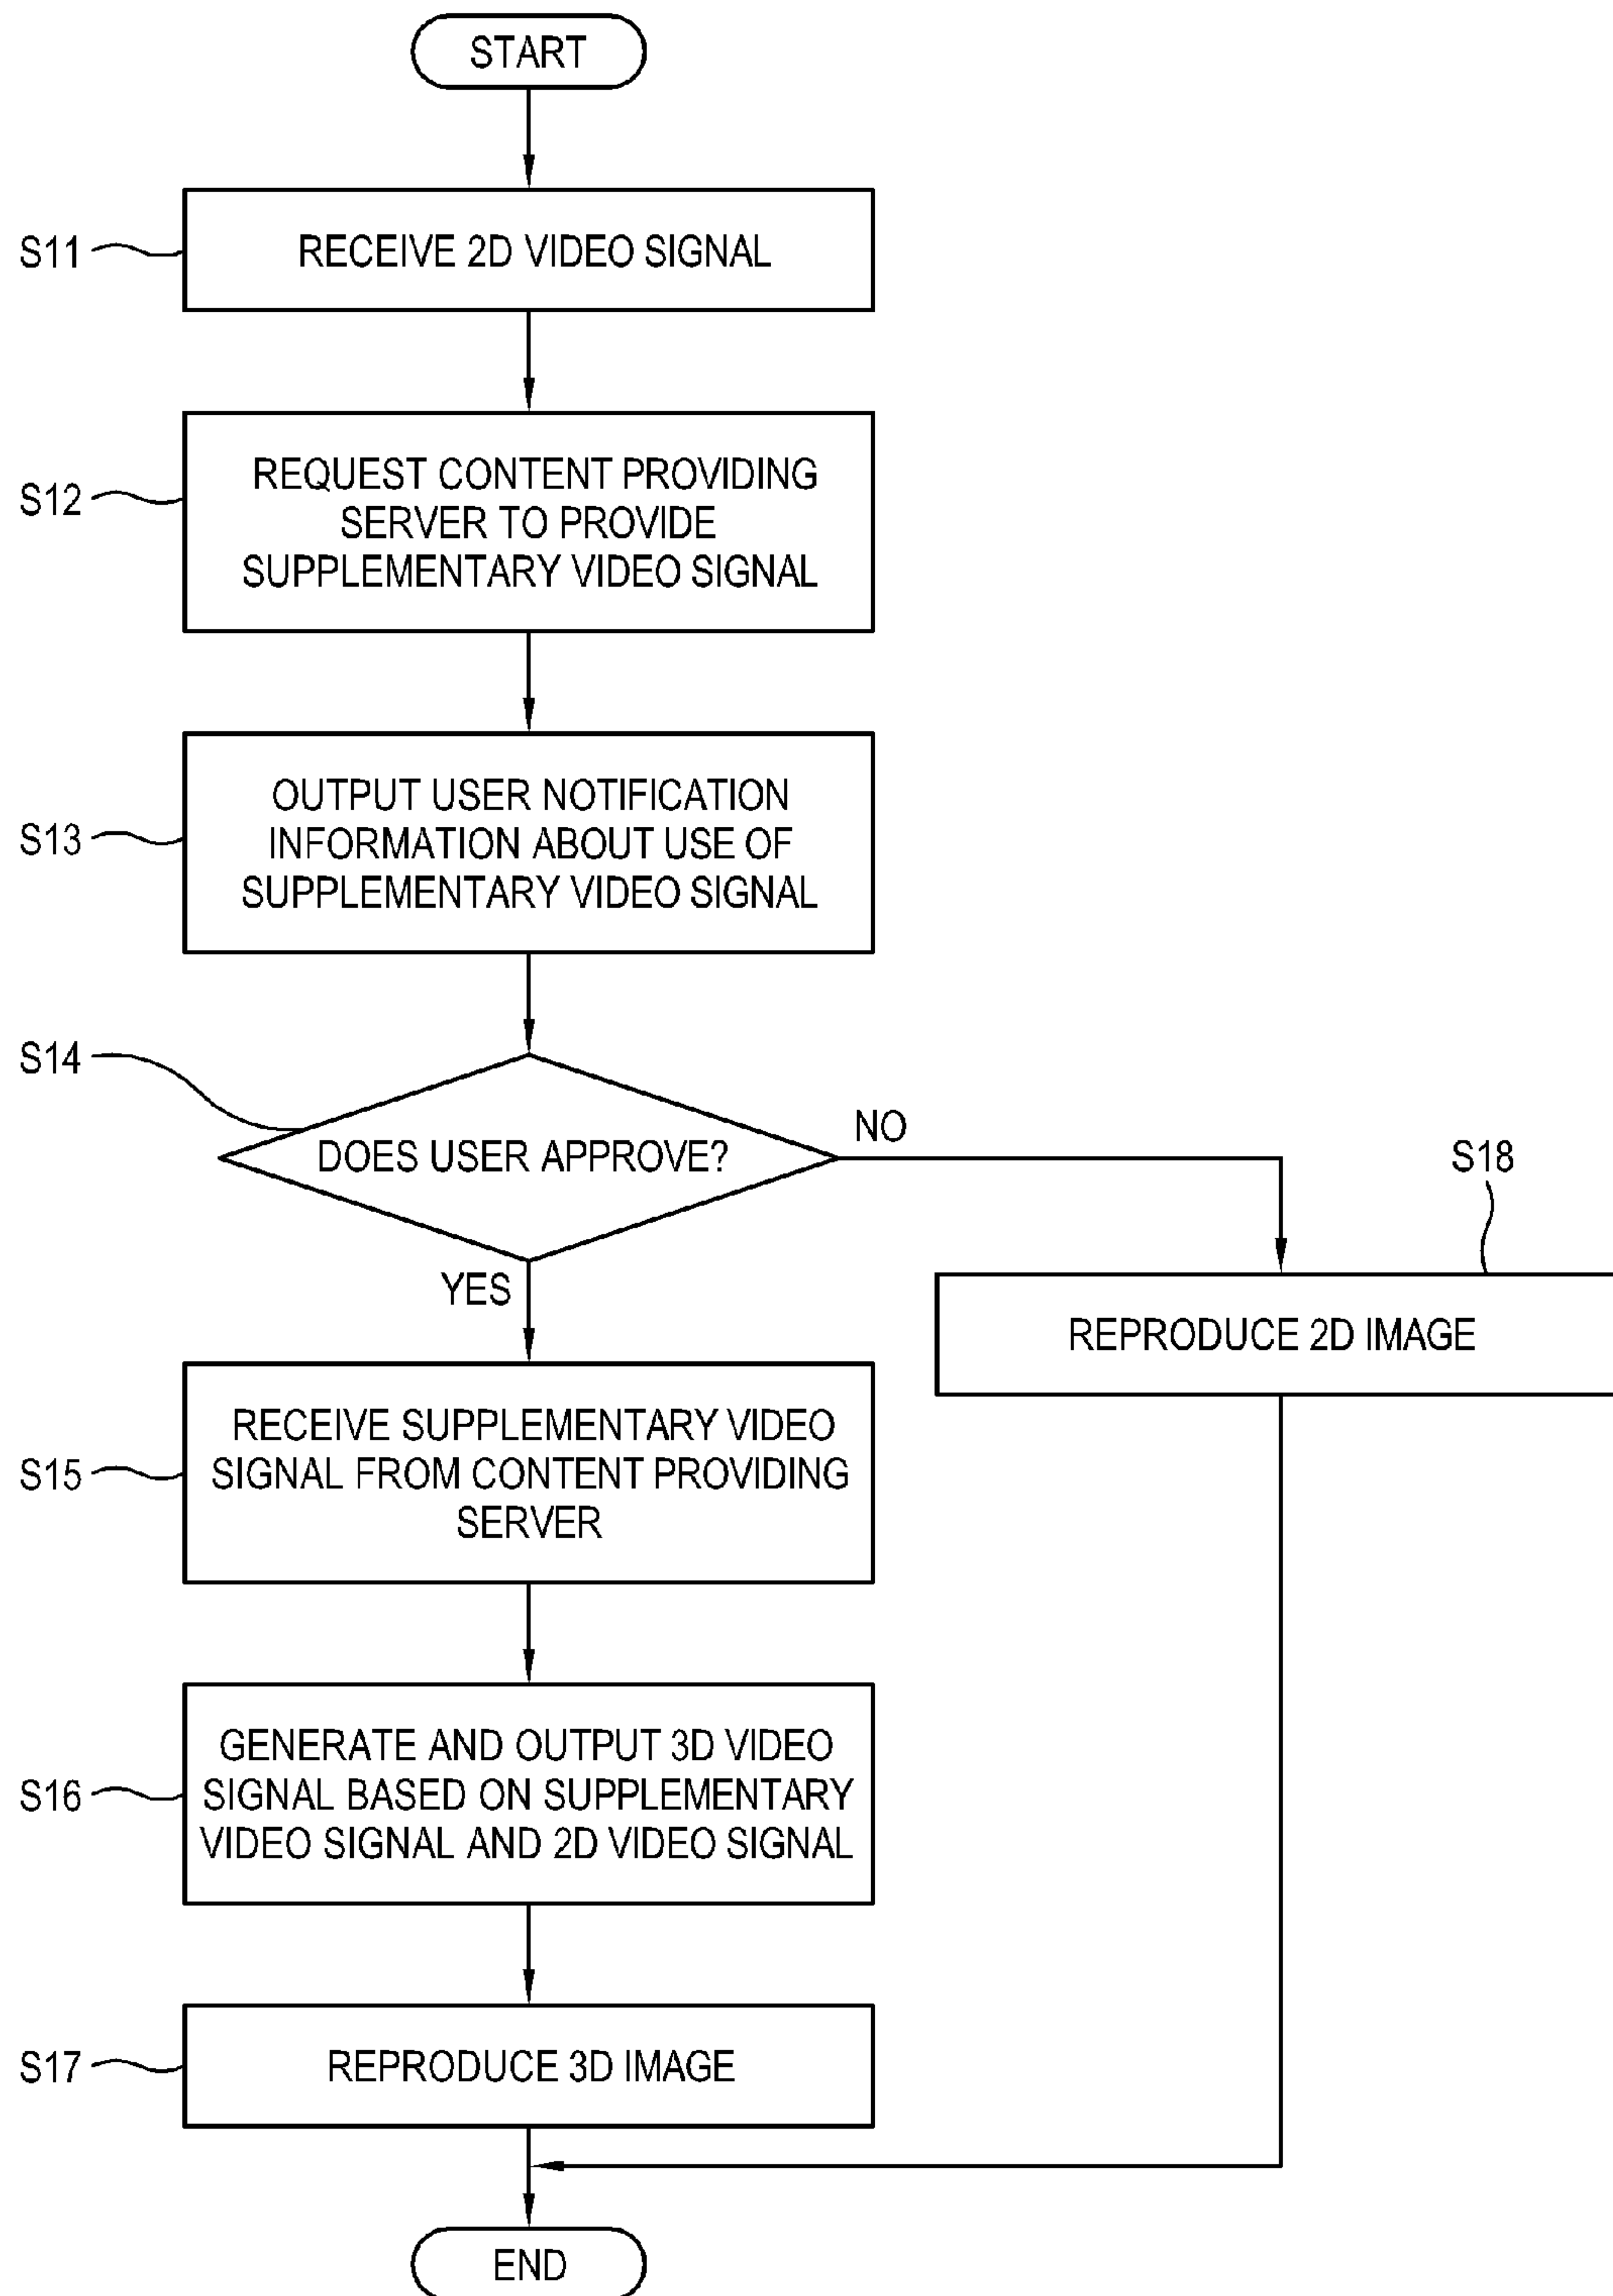 START
S11
RECEIVE 2D VIDEO SIGNAL
S12
REQUEST CONTENT PROVIDING
SERVER TO PROVIDE
SUPPLEMENTARY VIDEO SIGNAL
S13
OUTPUT USER NOTIFICATION
INFORMATION ABOUT USE OF
SUPPLEMENTARY VIDEO SIGNAL
S14
DOES USER APPROVE?
NO
S18
YES
REPRODUCE 2D IMAGE
S15
RECEIVE SUPPLEMENTARY VIDEO
SIGNAL FROM CONTENT PROVIDING
SERVER
S16
GENERATE AND OUTPUT 3D VIDEO
SIGNAL BASED ON SUPPLEMENTARY
VIDEO SIGNAL AND 2D VIDEO SIGNAL
S17
REPRODUCE 3D IMAGE
END